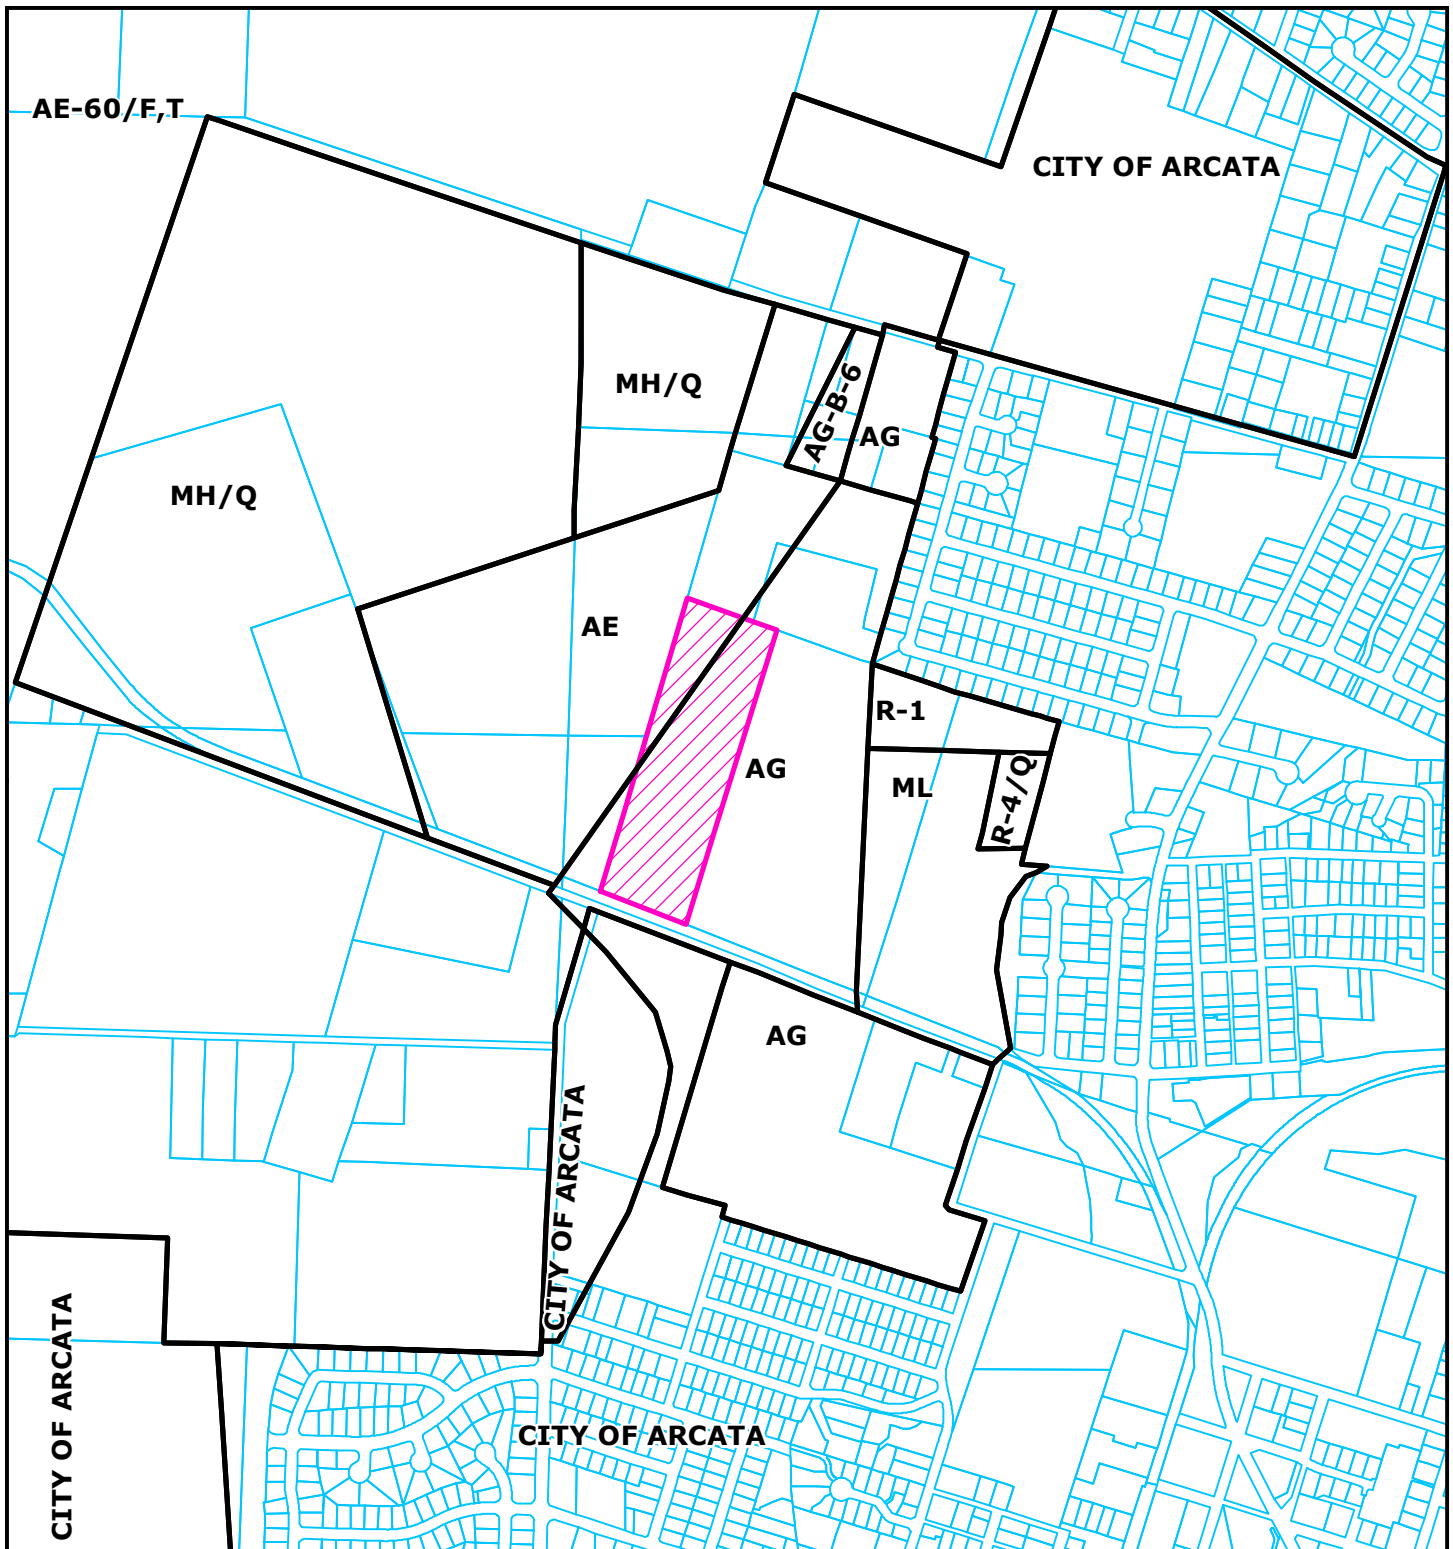 AE-60/F,T
CITY OF ARCATA
MH/Q
AG-B-6
AG
MH/Q
AE
R-1
AG
ML
R-4/Q
AG
CITY OF ARCATA
CITY OF ARCATA
CITY OF ARCATA